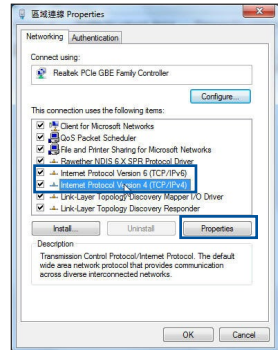 區域連線 Properties
Networking
Authentication
Connect using:
Realtek PCIe GBE Family Controller
Configure...
This connection uses the following items:
Client for Microsoft Networks
QoS Packet Scheduler
File and Printer Sharing for Microsoft Networks
Rawether NDIS 6.X SPR Protocol Driver
Internet Protocol Version 6 (TCP/IPv6)
Internet Protocol Version 4 (TCP/IPv4)
Link-Layer Topology Discovery Mapper I/O Driver
Link-Layer Topology Discovery Responder
Install...
Uninstall
Properties
Description
Transmission Control Protocol/Internet Protocol. The default
wide area network protocol that provides communication
across diverse interconnected networks.
OK
Cancel